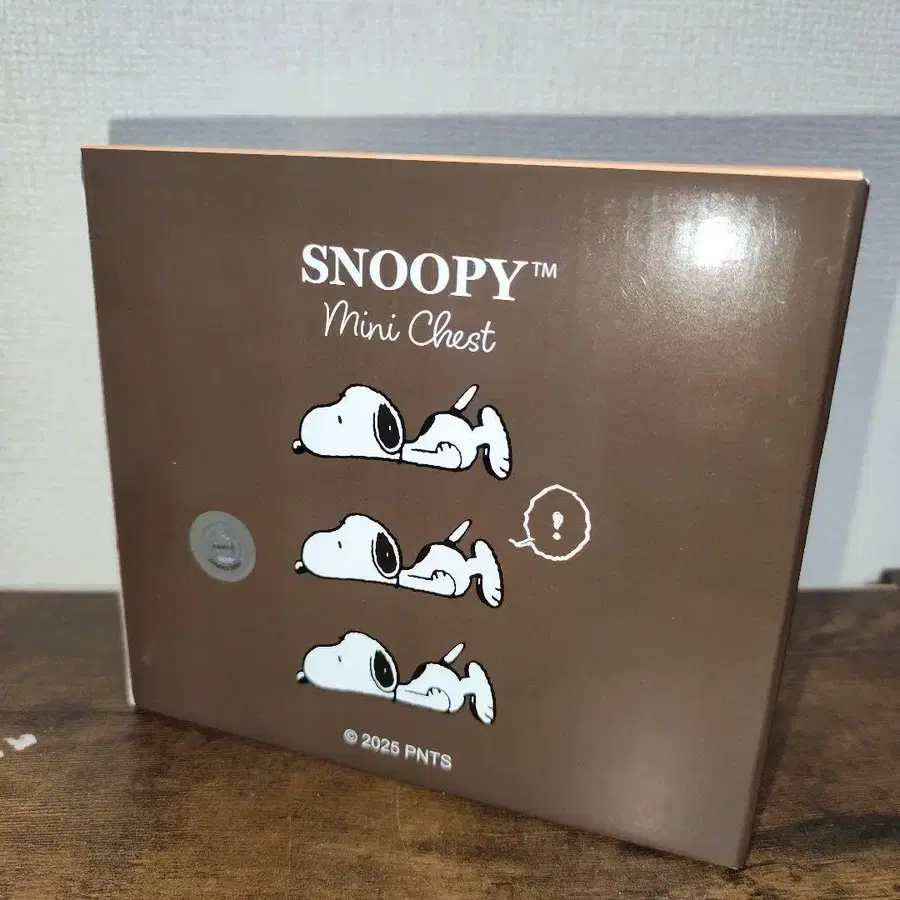 SNOOPY™
Mini Chest
?
© 2025 PNTS